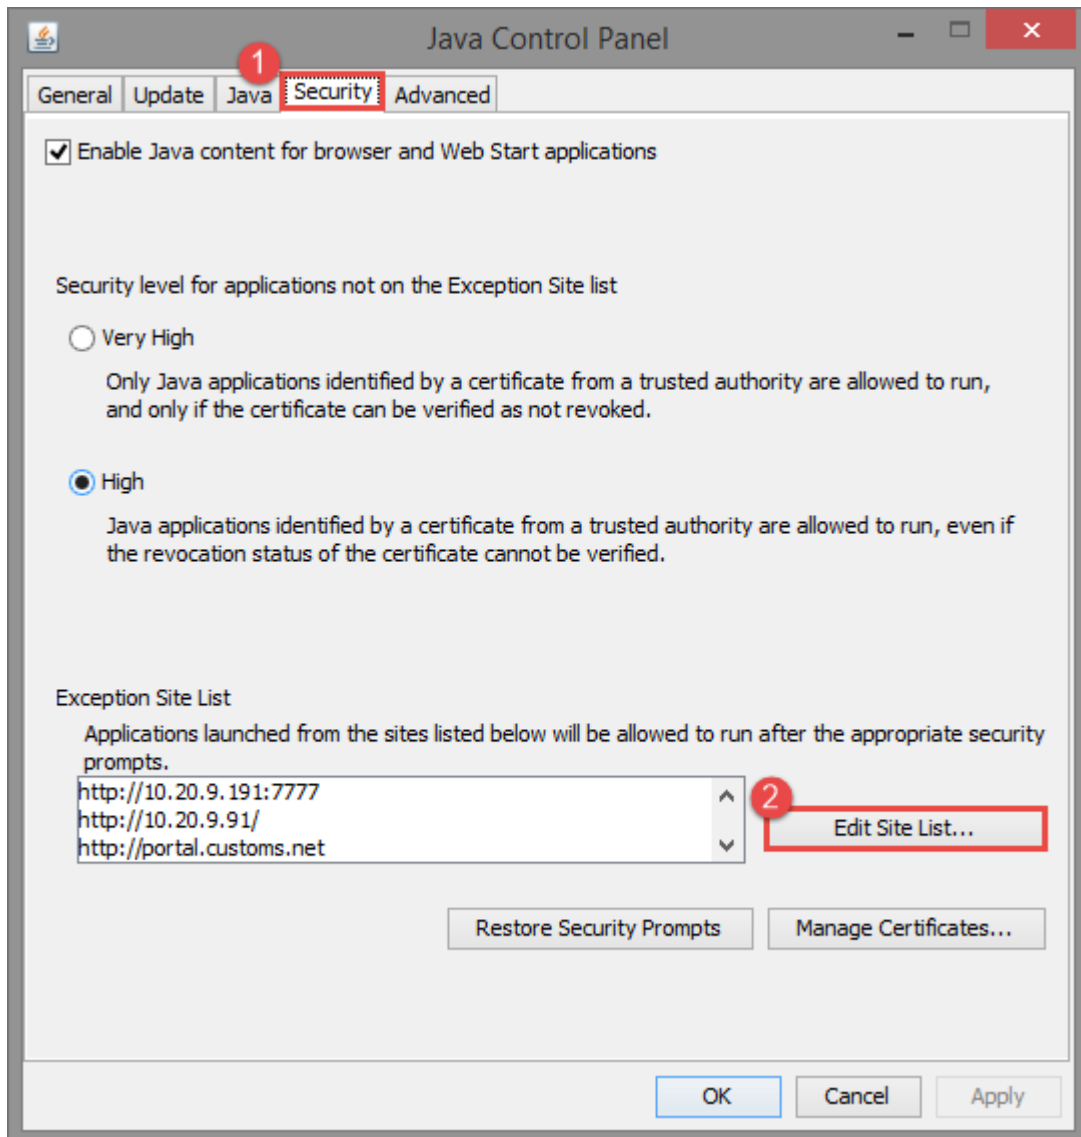 Java Control Panel
1
General Update Java Security Advanced
Enable Java content for browser and Web Start applications
Security level for applications not on the Exception Site list
Very High
Only Java applications identified by a certificate from a trusted authority are allowed to run,
and only if the certificate can be verified as not revoked.
High
Java applications identified by a certificate from a trusted authority are allowed to run, even if
the revocation status of the certificate cannot be verified.
Exception Site List
Applications launched from the sites listed below will be allowed to run after the appropriate security
prompts.
http://10.20.9.191:7777
http://10.20.9.91/
http://portal.customs.net
2
Edit Site List...
Restore Security Prompts Manage Certificates...
OK Cancel Apply